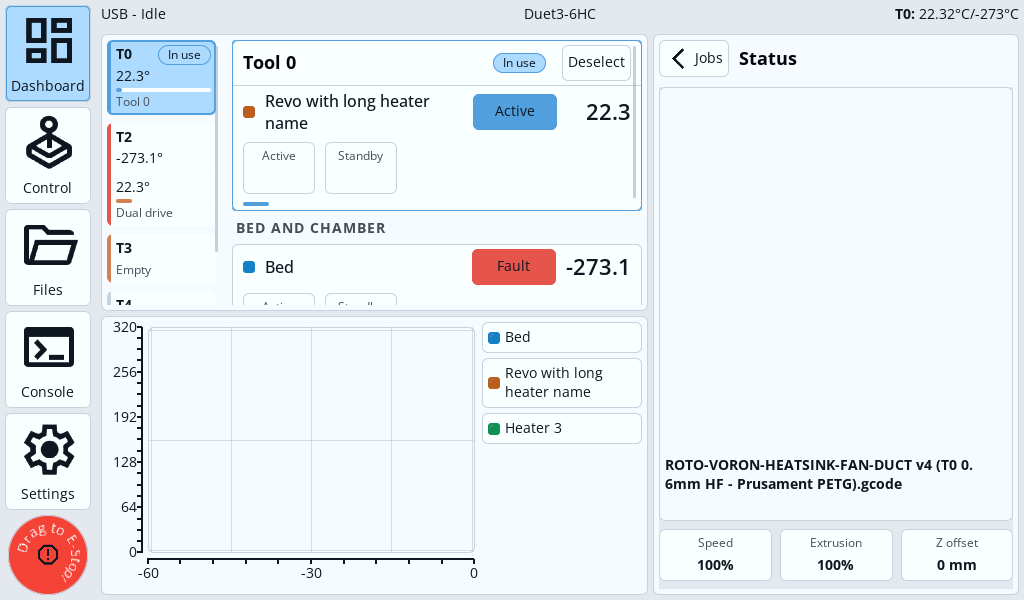 USB - Idle
Duet3-6HC
T0: 22.32°C/-273°C
Dashboard
Control
Files
Console
Settings
Drag to E-Stop!
T0
In use
22.3°
Tool 0
T2
-273.1°
22.3°
Dual drive
T3
Empty
T4
Tool 0
In use
Deselect
Revo with long heater
name
Active
22.3
Active
Standby
BED AND CHAMBER
Bed
Fault
-273.1
Active
Standby
320
256
192
128
64
0
-60
-30
0
Bed
Revo with long
heater name
Heater 3
Jobs
Status
ROTO-VORON-HEATSINK-FAN-DUCT v4 (T0 0.
6mm HF - Prusament PETG).gcode
Speed
100%
Extrusion
100%
Z offset
0 mm